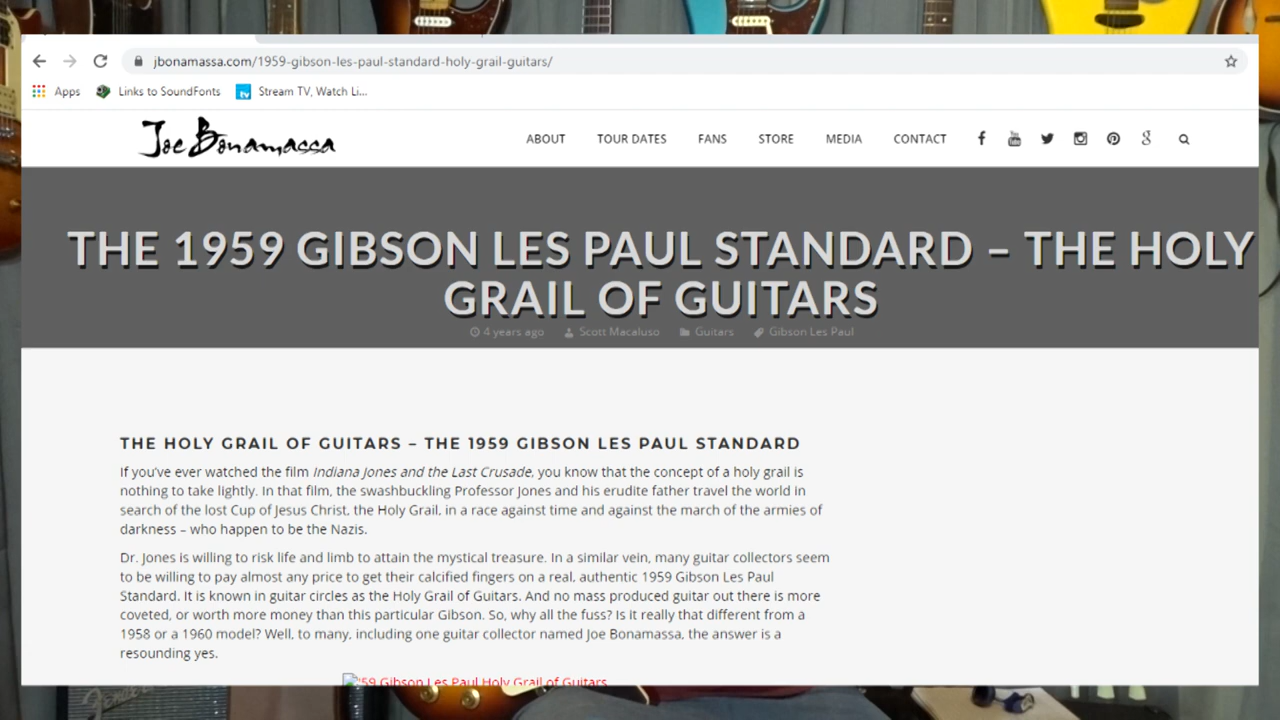 jbonamassa.com/1959-gibson-les-paul-standard-holy-grail-guitars/
Apps Links to SoundFonts tv Stream TV, Watch Li...
Joe Bonamassa ABOUT TOUR DATES FANS STORE MEDIA CONTACT
THE 1959 GIBSON LES PAUL STANDARD – THE HOLY
GRAIL OF GUITARS
4 years ago Scott Macaluso Guitars Gibson Les Paul
THE HOLY GRAIL OF GUITARS – THE 1959 GIBSON LES PAUL STANDARD
If you've ever watched the film Indiana Jones and the Last Crusade, you know that the concept of a holy grail is
nothing to take lightly. In that film, the swashbuckling Professor Jones and his erudite father travel the world in
search of the lost Cup of Jesus Christ, the Holy Grail, in a race against time and against the march of the armies of
darkness – who happen to be the Nazis.
Dr. Jones is willing to risk life and limb to attain the mystical treasure. In a similar vein, many guitar collectors seem
to be willing to pay almost any price to get their calcified fingers on a real, authentic 1959 Gibson Les Paul
Standard. It is known in guitar circles as the Holy Grail of Guitars. And no mass produced guitar out there is more
coveted, or worth more money than this particular Gibson. So, why all the fuss? Is it really that different from a
1958 or a 1960 model? Well, to many, including one guitar collector named Joe Bonamassa, the answer is a
resounding yes.
'59 Gibson Les Paul Holy Grail of Guitars
Fender